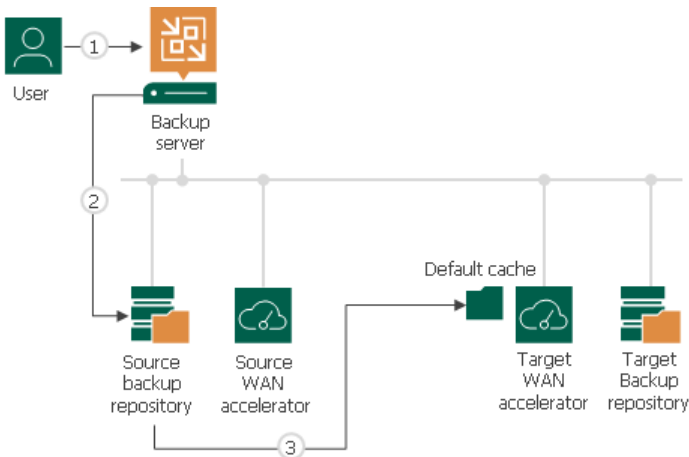 1
User
Backup
server
2
Default cache
Source
backup
repository
Source
WAN
accelerator
Target
WAN
accelerator
Target
Backup
repository
3